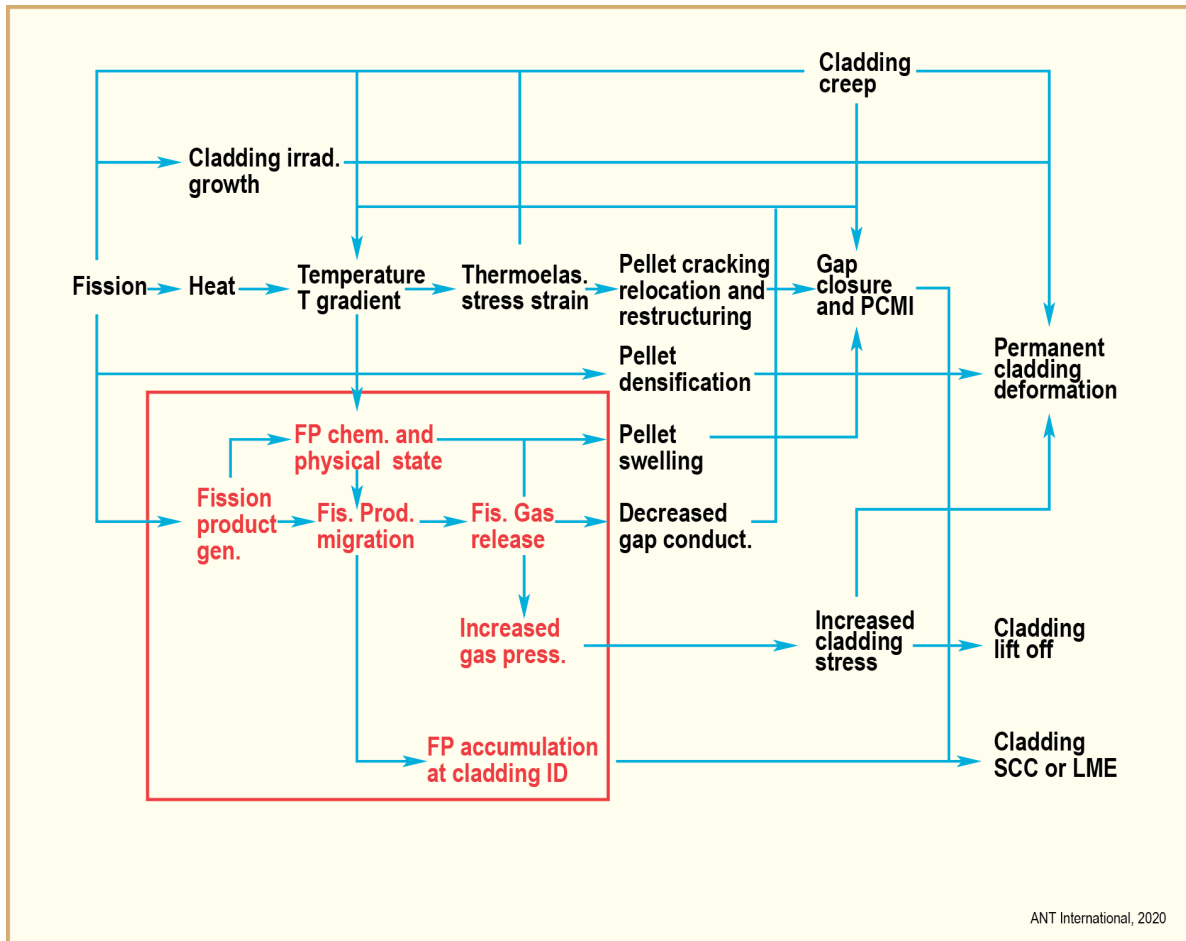 Cladding
creep
Cladding irrad.
growth
Fission
Heat
Temperature
T gradient
Thermoelas.
stress strain
Pellet cracking
relocation and
restructuring
Gap
closure
and PCMI
Pellet
densification
Permanent
cladding
deformation
FP chem. and
physical state
Pellet
swelling
Fission
product
gen.
Fis. Prod.
migration
Fis. Gas
release
Decreased
gap conduct.
Increased
gas press.
Increased
cladding
stress
Cladding
lift off
FP accumulation
at cladding ID
Cladding
SCC or LME
ANT International, 2020